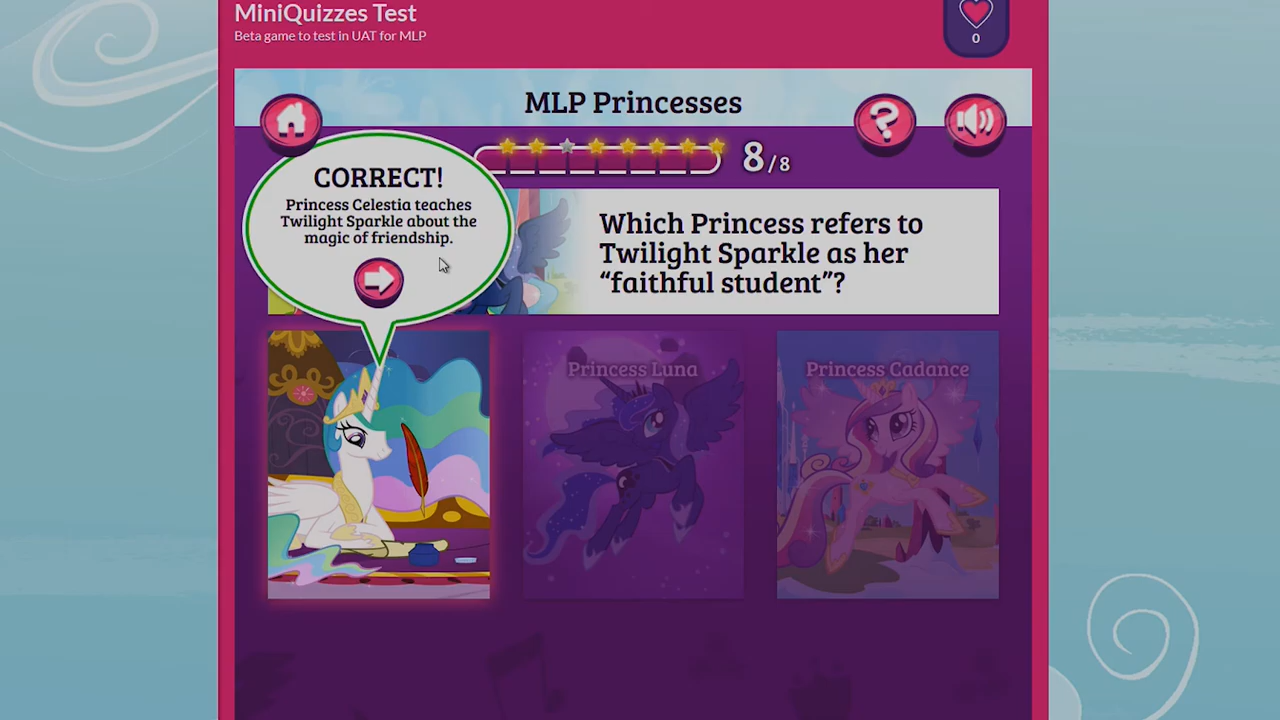 MiniQuizzes Test
Beta game to test in UAT for MLP
0
MLP Princesses
?
8/8
CORRECT!
Princess Celestia teaches
Twilight Sparkle about the
magic of friendship.
Which Princess refers to
Twilight Sparkle as her
“faithful student”?
Princess Luna
Princess Cadance